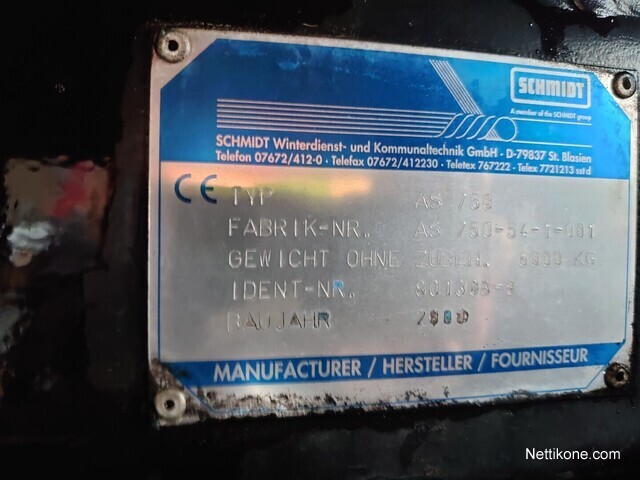 SCHMIDT
A member of the SCHMIDT group
SCHMIDT Winterdienst- und Kommunaltechnik GmbH · D-79837 St. Blasien
Telefon 07672/412-0 · Telefax 07672/412230 · Teletex 767222 · Telex 7721213 sst d
CE
TYP AS
FABRIK-NR.
GEWICHT OHNE KG.
IDENT-NR.
BAUJAHR
MANUFACTURER / HERSTELLER / FOURNISSEUR
Nettikone.com